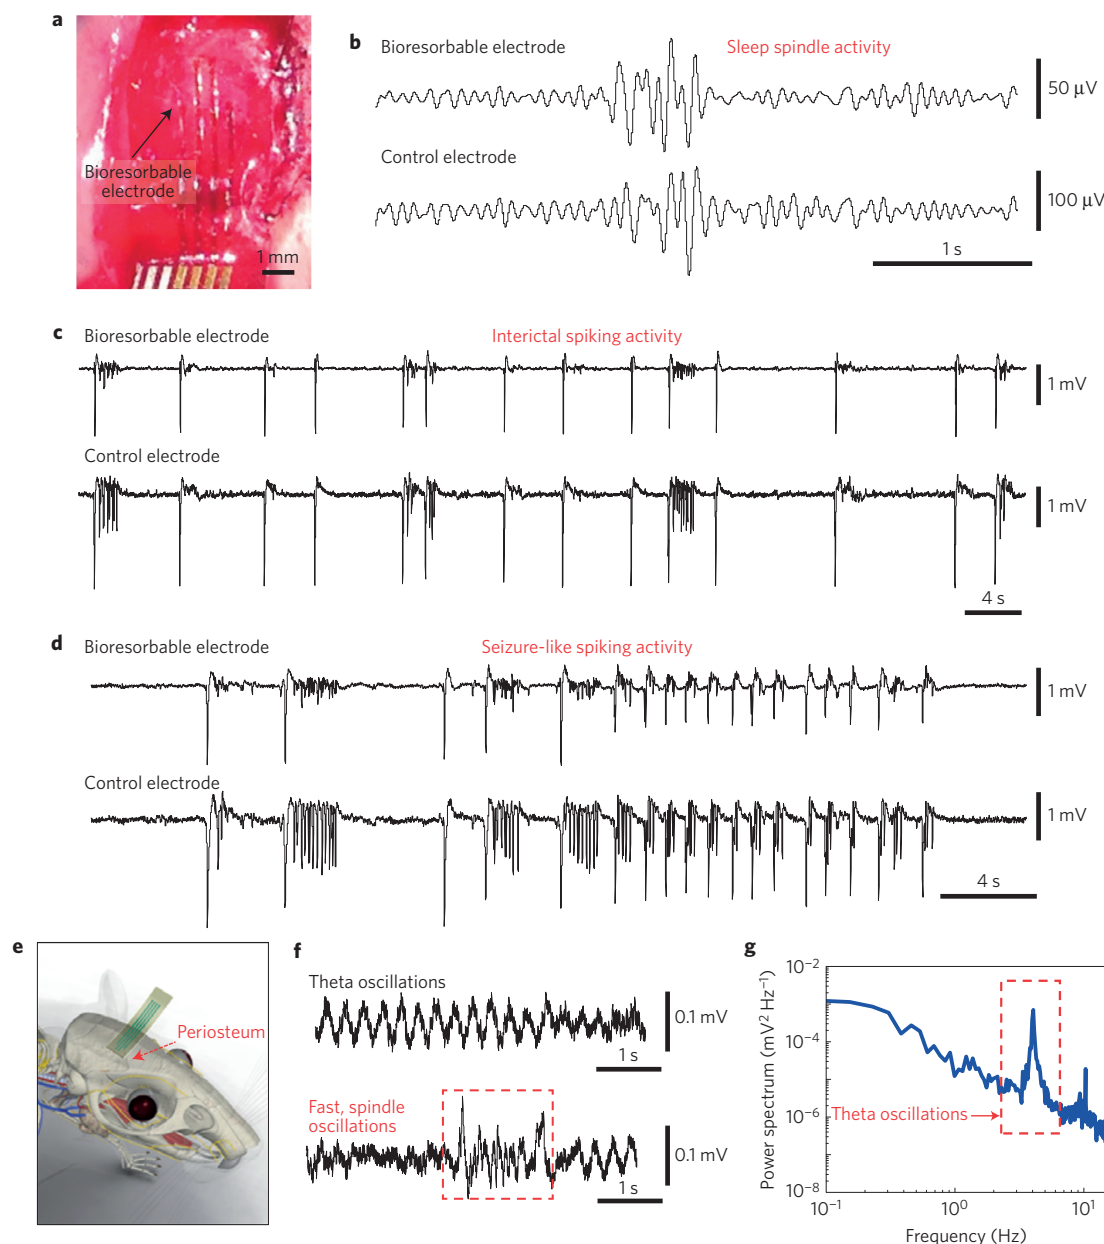 a
Bioresorbable
electrode
1 mm
b
Bioresorbable electrode
Sleep spindle activity
50 μV
Control electrode
100 μV
1 s
c
Bioresorbable electrode
Interictal spiking activity
1 mV
Control electrode
1 mV
4 s
d
Bioresorbable electrode
Seizure-like spiking activity
1 mV
Control electrode
1 mV
4 s
e
Periosteum
f
Theta oscillations
0.1 mV
1 s
Fast, spindle
oscillations
0.1 mV
1 s
g
Power spectrum (mV² Hz⁻¹)
10⁻²
10⁻⁴
10⁻⁶
10⁻⁸
Theta oscillations
10⁻¹
10⁰
10¹
Frequency (Hz)